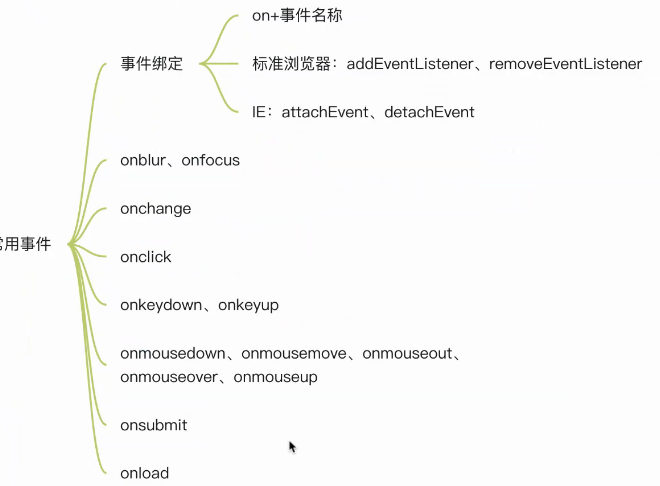 on+事件名称
事件绑定
标准浏览器：addEventListener、removeEventListener
IE：attachEvent、detachEvent
onblur、onfocus
onchange
常用事件
onclick
onkeydown、onkeyup
onmousedown、onmousemove、onmouseout、
onmouseover、onmouseup
onsubmit
onload